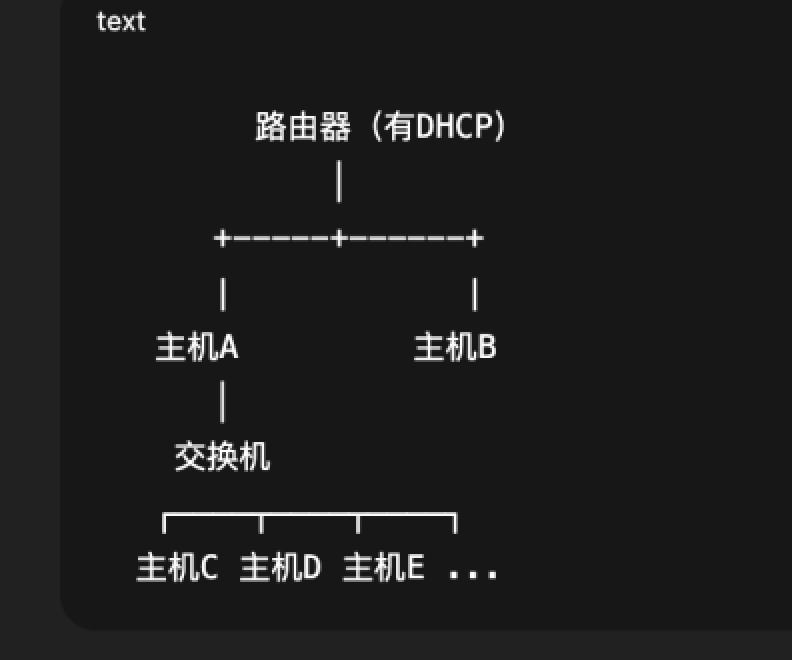 text
路由器（有DHCP）
|
+-----+------+
| |
主机A 主机B
|
交换机
┌─────┬─────┬─────┐
主机C 主机D 主机E ...